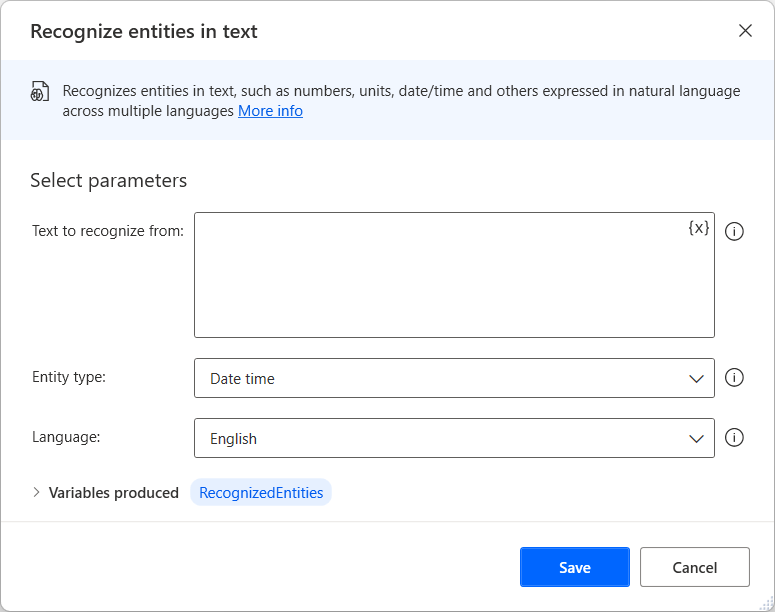 Recognize entities in text
Recognizes entities in text, such as numbers, units, date/time and others expressed in natural language
across multiple languages More info
Select parameters
Text to recognize from:
{x}
Entity type:
Date time
Language:
English
Variables produced
RecognizedEntities
Save
Cancel